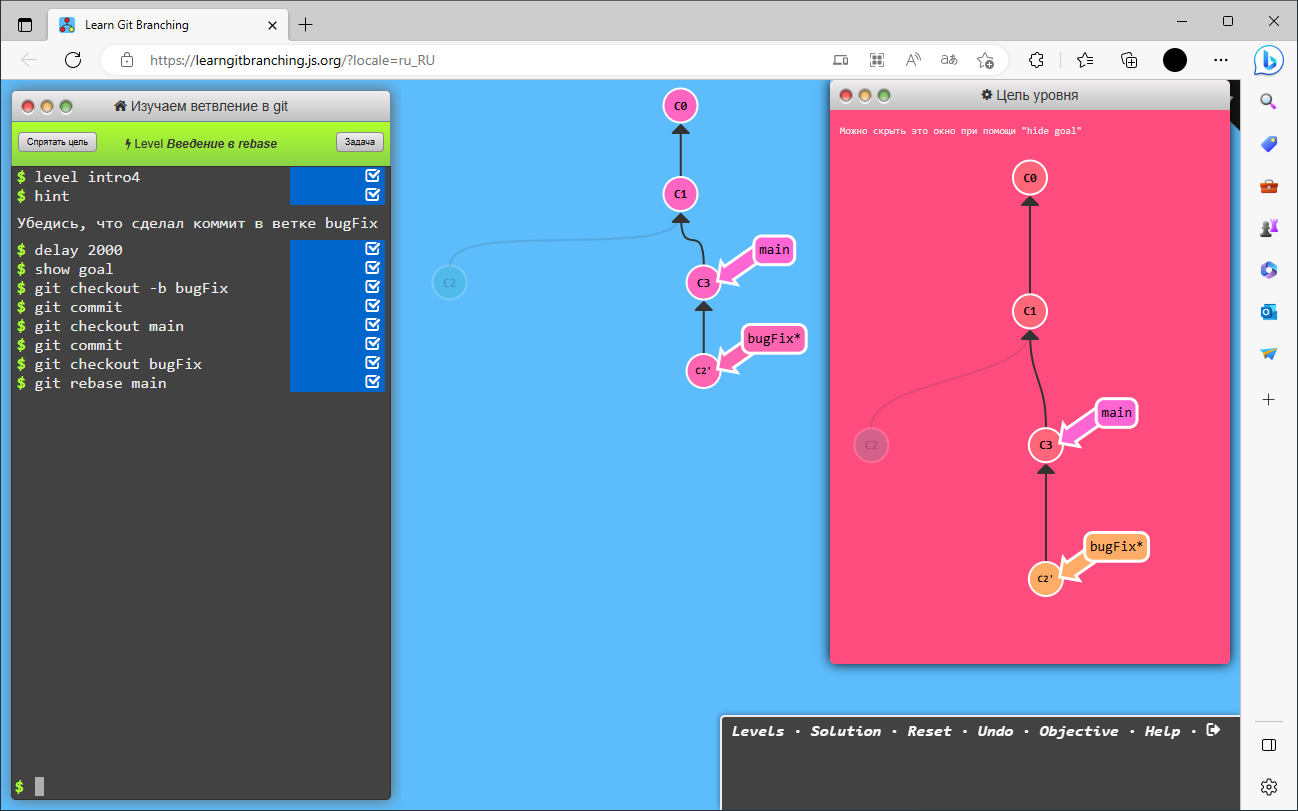 Learn Git Branching
https://learngitbranching.js.org/?locale=ru_RU
Изучаем ветвление в git
Спрятать цель
Level Введение в rebase
Задача
$ level intro4
$ hint
Убедись, что сделал коммит в ветке bugFix
$ delay 2000
$ show goal
$ git checkout -b bugFix
$ git commit
$ git checkout main
$ git commit
$ git checkout bugFix
$ git rebase main
$
C0
C1
main
C2
C3
bugFix*
C2'
Цель уровня
Можно скрыть это окно при помощи "hide goal"
C0
C1
main
C2
C3
bugFix*
C2'
Levels · Solution · Reset · Undo · Objective · Help ·